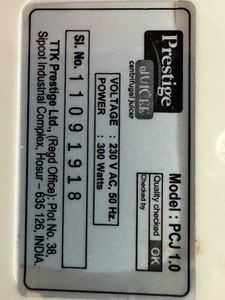 Prestige
JUICEE
centrifugal juicer
Model : PCJ 1.0
Quality checked OK
Checked by
VOLTAGE : 230 V AC, 50 Hz.
POWER : 300 Watts
Sl. No. 11091918
TTK Prestige Ltd., (Regd Office): Plot No. 38,
Sipcot Industrial Complex, Hosur - 635 126, INDIA.